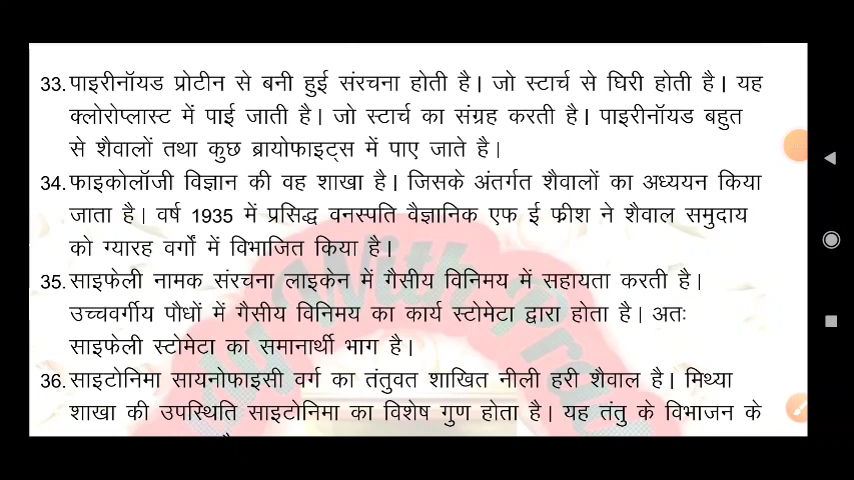 33. पाइरीनॉयड प्रोटीन से बनी हुई संरचना होती है। जो स्टार्च से घिरी होती है। यह
क्लोरोप्लास्ट में पाई जाती है। जो स्टार्च का संग्रह करती है। पाइरीनॉयड बहुत
से शैवालों तथा कुछ ब्रायोफाइट्स में पाए जाते है।
34. फाइकोलॉजी विज्ञान की वह शाखा है। जिसके अंतर्गत शैवालों का अध्ययन किया
जाता है। वर्ष 1935 में प्रसिद्ध वनस्पति वैज्ञानिक एफ ई फ्रीश ने शैवाल समुदाय
को ग्यारह वर्गों में विभाजित किया है।
35. साइफेली नामक संरचना लाइकेन में गैसीय विनिमय में सहायता करती है।
उच्चवर्गीय पौधों में गैसीय विनिमय का कार्य स्टोमेटा द्वारा होता है। अतः
साइफेली स्टोमेटा का समानार्थी भाग है।
36. साइटोनिमा सायनोफाइसी वर्ग का तंतुवत शाखित नीली हरी शैवाल है। मिथ्या
शाखा की उपस्थिति साइटोनिमा का विशेष गुण होता है। यह तंतु के विभाजन के